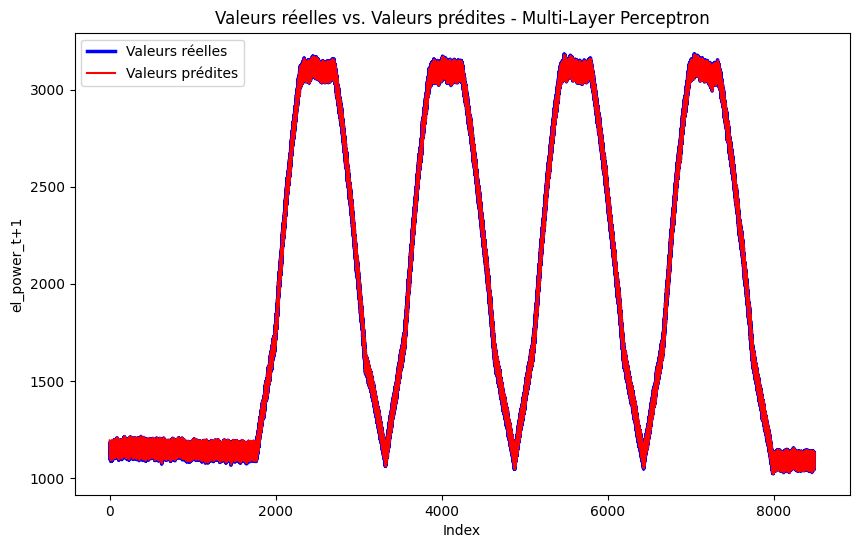 Valeurs réelles vs. Valeurs prédites - Multi-Layer Perceptron
Valeurs réelles
Valeurs prédites
el_power_t+1
3000
2500
2000
1500
1000
0
2000
4000
6000
8000
Index